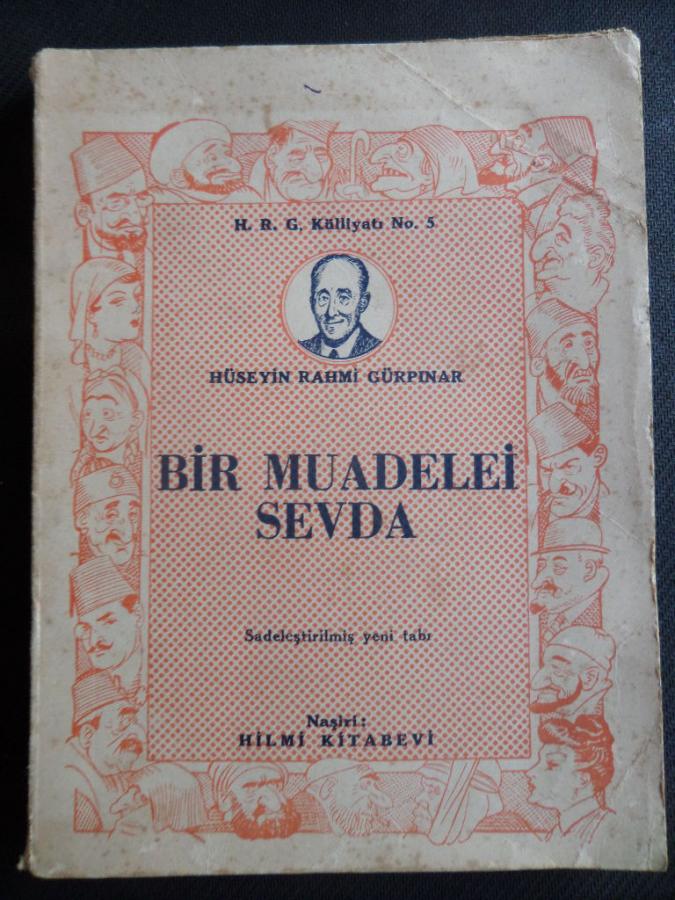 H. R. G. Külliyatı No. 5
HÜSEYİN RAHMİ GÜRPINAR
BİR MUADELEİ
SEVDA
Sadeleştirilmiş yeni tabı
Naşiri :
HİLMİ KİTABEVİ